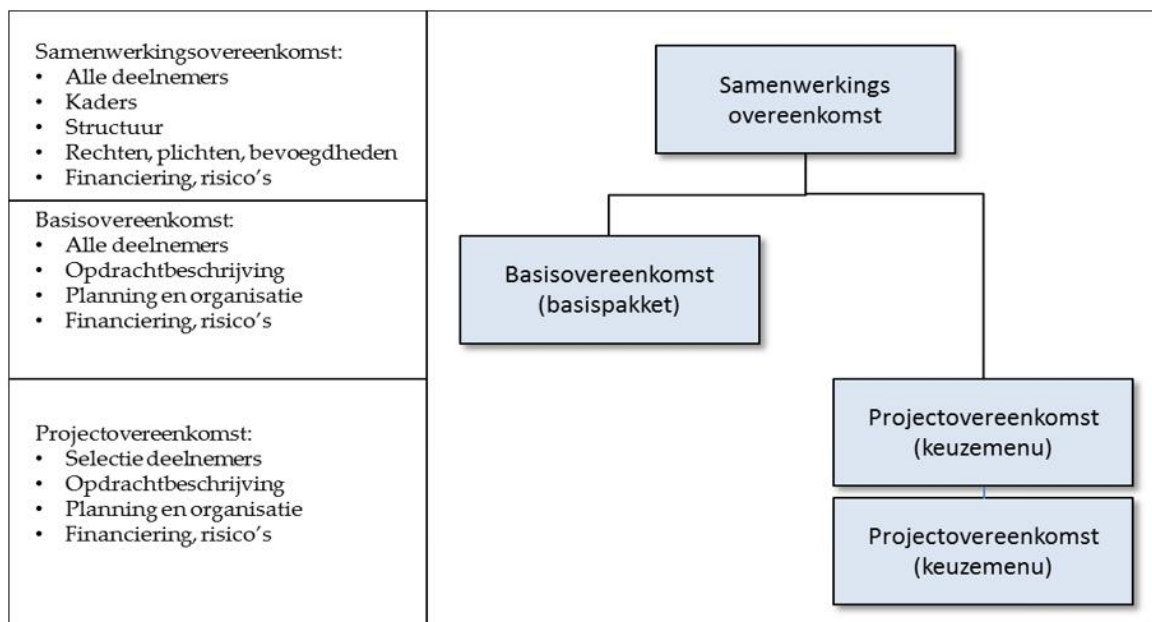 Samenwerkingsovereenkomst:
• Alle deelnemers
• Kaders
• Structuur
• Rechten, plichten, bevoegdheden
• Financiering, risico's
Basisovereenkomst:
• Alle deelnemers
• Opdrachtbeschrijving
• Planning en organisatie
• Financiering, risico's
Projectovereenkomst:
• Selectie deelnemers
• Opdrachtbeschrijving
• Planning en organisatie
• Financiering, risico's
Samenwerkings
overeenkomst
Basisovereenkomst
(basispakket)
Projectovereenkomst
(keuzemenu)
Projectovereenkomst
(keuzemenu)